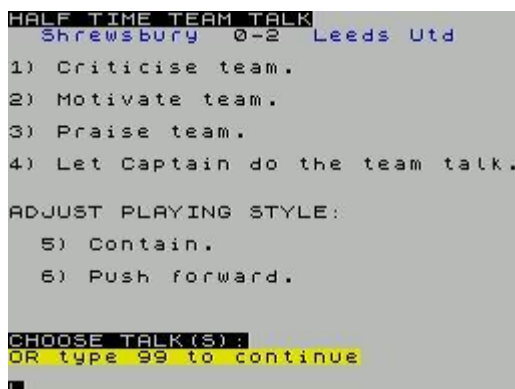 HALF TIME TEAM TALK
Shrewsbury 0-2 Leeds Utd
1) Criticise team.
2) Motivate team.
3) Praise team.
4) Let Captain do the team talk.
ADJUST PLAYING STYLE:
5) Contain.
6) Push forward.
CHOOSE TALK(S):
OR type 99 to continue
L